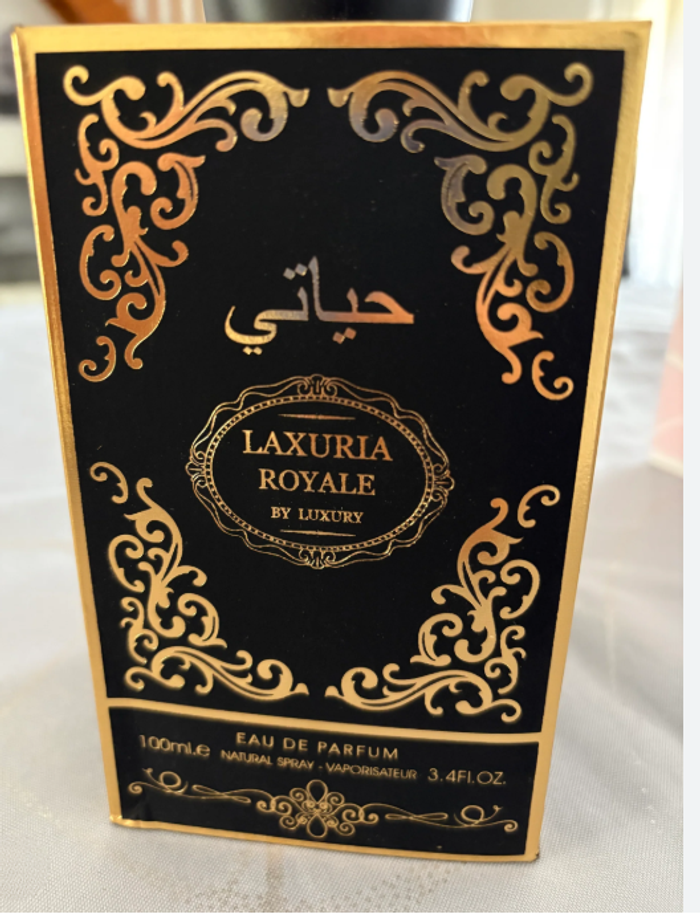 حياتي
LAXURIA
ROYALE
BY LUXURY
EAU DE PARFUM
100ml.e NATURAL SPRAY - VAPORISATEUR 3.4Fl.OZ.